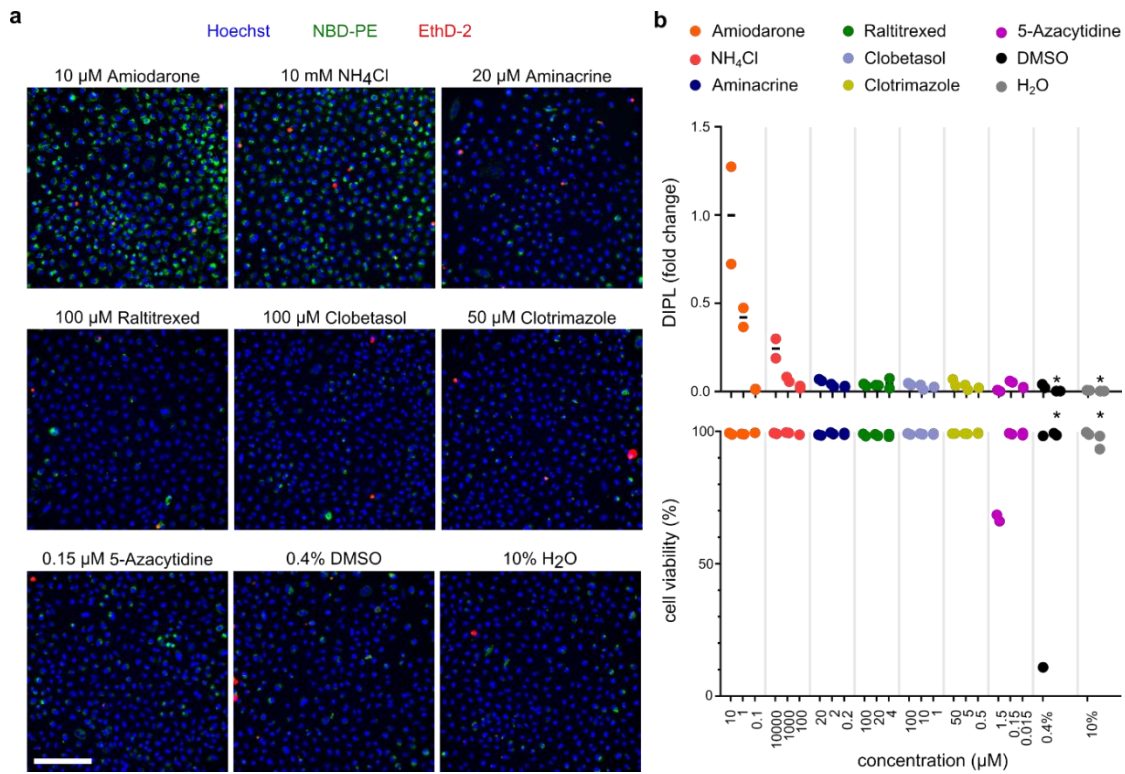 a
Hoechst NBD-PE EthD-2
10 µM Amiodarone 10 mM NH₄Cl 20 µM Aminacrine
100 µM Raltitrexed 100 µM Clobetasol 50 µM Clotrimazole
0.15 µM 5-Azacytidine 0.4% DMSO 10% H₂O
b
Amiodarone Raltitrexed 5-Azacytidine
NH₄Cl Clobetasol DMSO
Aminacrine Clotrimazole H₂O
DIPL (fold change)
1.5
1.0
0.5
0.0
* *
* *
cell viability (%)
100
50
0
10 1 0.1 10000 1000 100 20 2 0.2 100 20 4 100 10 1 50 5 0.5 1.5 0.15 0.015 0.4% 10%
concentration (µM)